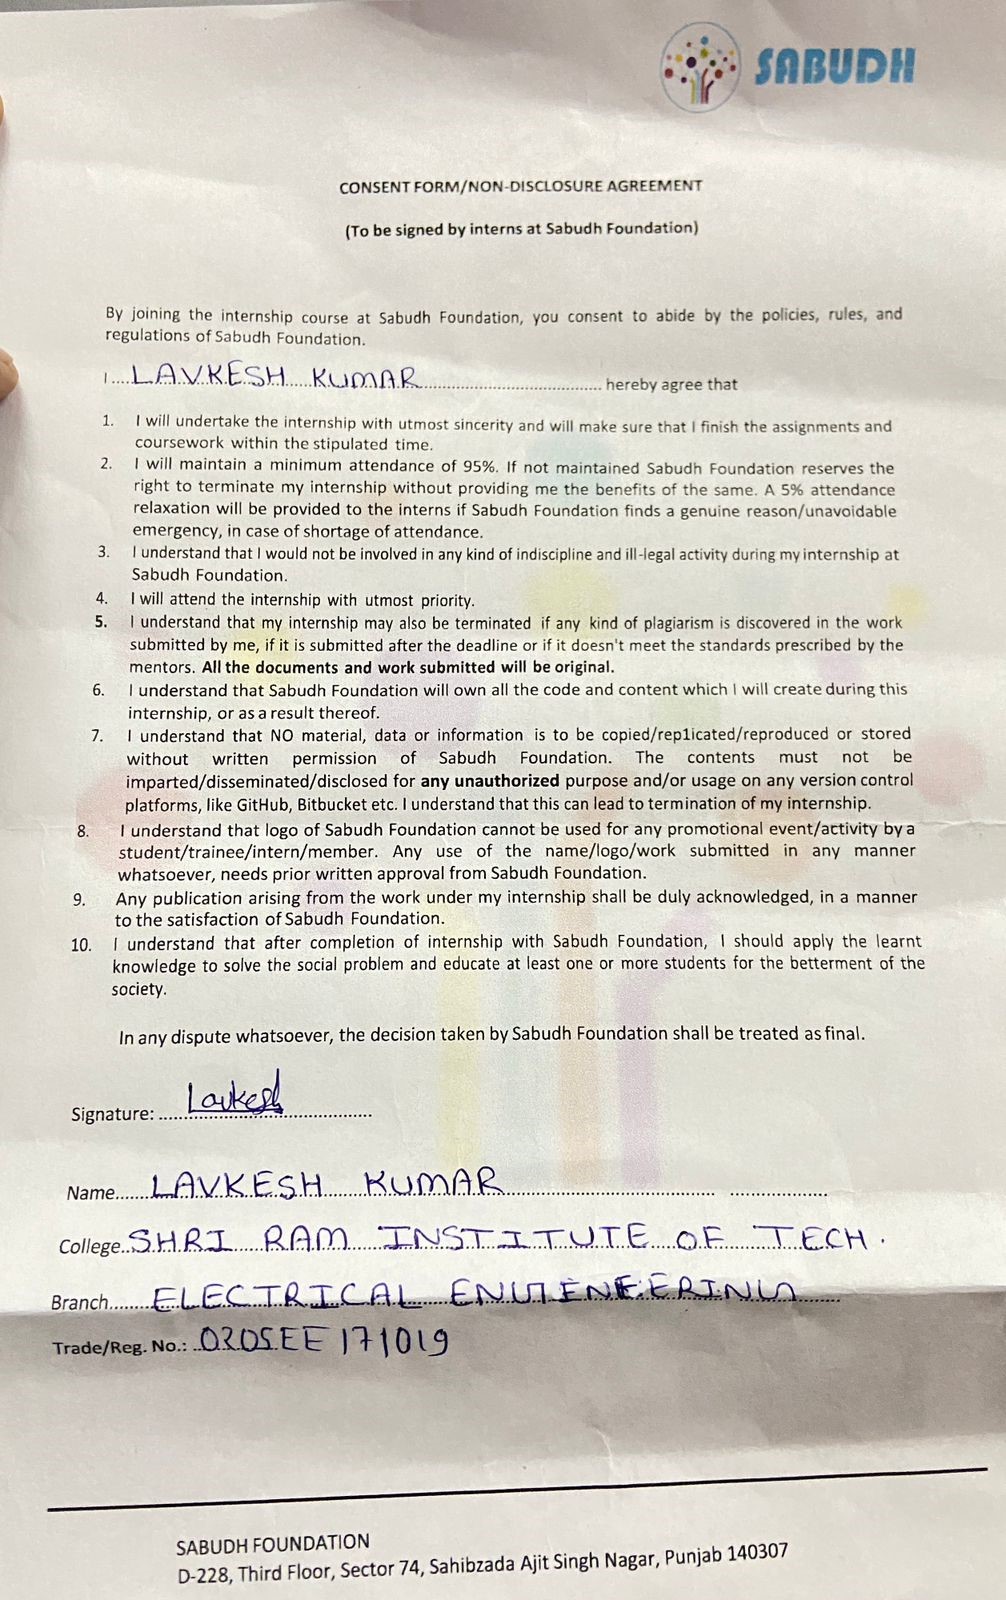 SABUDH
CONSENT FORM/NON-DISCLOSURE AGREEMENT
(To be signed by interns at Sabudh Foundation)
By joining the internship course at Sabudh Foundation, you consent to abide by the policies, rules, and
regulations of Sabudh Foundation.
I....LAVKESH KUMAR.......... hereby agree that
1. I will undertake the internship with utmost sincerity and will make sure that I finish the assignments and
coursework within the stipulated time.
2. I will maintain a minimum attendance of 95%. If not maintained Sabudh Foundation reserves the
right to terminate my internship without providing me the benefits of the same. A 5% attendance
relaxation will be provided to the interns if Sabudh Foundation finds a genuine reason/unavoidable
emergency, in case of shortage of attendance.
3. I understand that I would not be involved in any kind of indiscipline and ill-legal activity during my internship at
Sabudh Foundation.
4. I will attend the internship with utmost priority.
5. I understand that my internship may also be terminated if any kind of plagiarism is discovered in the work
submitted by me, if it is submitted after the deadline or if it doesn't meet the standards prescribed by the
mentors. All the documents and work submitted will be original.
6. I understand that Sabudh Foundation will own all the code and content which I will create during this
internship, or as a result thereof.
7. I understand that NO material, data or information is to be copied/rep1icated/reproduced or stored
without written permission of Sabudh Foundation. The contents must not be
imparted/disseminated/disclosed for any unauthorized purpose and/or usage on any version control
platforms, like GitHub, Bitbucket etc. I understand that this can lead to termination of my internship.
8. I understand that logo of Sabudh Foundation cannot be used for any promotional event/activity by a
student/trainee/intern/member. Any use of the name/logo/work submitted in any manner
whatsoever, needs prior written approval from Sabudh Foundation.
9. Any publication arising from the work under my internship shall be duly acknowledged, in a manner
to the satisfaction of Sabudh Foundation.
10. I understand that after completion of internship with Sabudh Foundation, I should apply the learnt
knowledge to solve the social problem and educate at least one or more students for the betterment of the
society.
In any dispute whatsoever, the decision taken by Sabudh Foundation shall be treated as final.
Signature: ....Lavkesh..........
Name......LAVKESH KUMAR..........
College..SHRI RAM INSTITUTE OF TECH.
Branch.......ELECTRICAL ENGINEERING......
Trade/Reg. No.: ..0205EE171019
SABUDH FOUNDATION
D-228, Third Floor, Sector 74, Sahibzada Ajit Singh Nagar, Punjab 140307